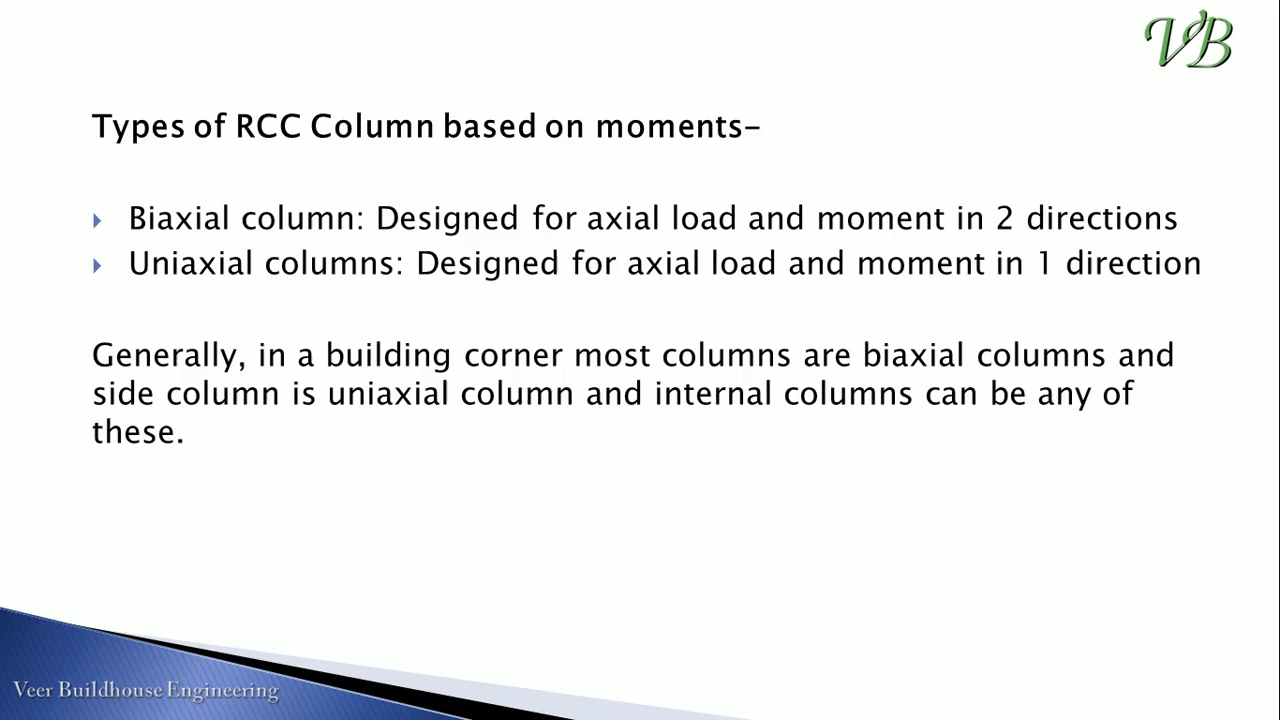 VB
Types of RCC Column based on moments-
Biaxial column: Designed for axial load and moment in 2 directions
Uniaxial columns: Designed for axial load and moment in 1 direction
Generally, in a building corner most columns are biaxial columns and
side column is uniaxial column and internal columns can be any of
these.
Veer Buildhouse Engineering